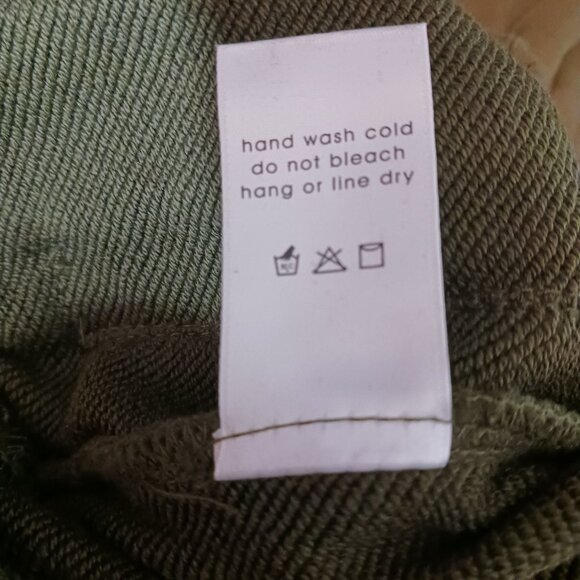 hand wash cold
do not bleach
hang or line dry